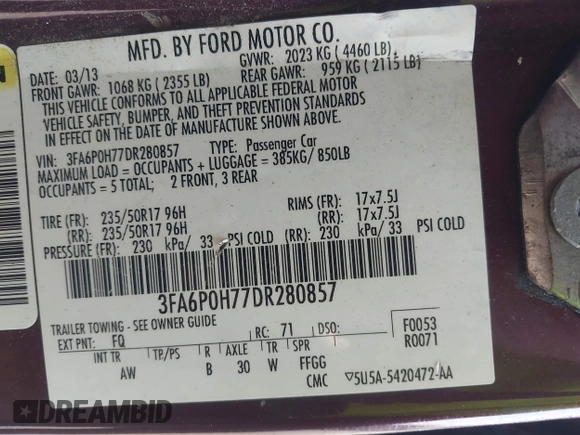 MFD. BY FORD MOTOR CO.
DATE: 03/13 GVWR: 2023 KG ( 4460 LB)
FRONT GAWR: 1068 KG ( 2355 LB) REAR GAWR: 959 KG ( 2115 LB)
THIS VEHICLE CONFORMS TO ALL APPLICABLE FEDERAL MOTOR
VEHICLE SAFETY, BUMPER, AND THEFT PREVENTION STANDARDS
IN EFFECT ON THE DATE OF MANUFACTURE SHOWN ABOVE.
VIN: 3FA6P0H77DR280857 TYPE: Passenger Car
MAXIMUM LOAD = OCCUPANTS + LUGGAGE = 385KG/ 850LB
OCCUPANTS = 5 TOTAL; 2 FRONT, 3 REAR
TIRE (FR): 235/50R17 96H RIMS (FR): 17x7.5J
(RR): 235/50R17 96H (RR): 17x7.5J
PRESSURE (FR): 230 kPa/ 33 PSI COLD (RR): 230 kPa/ 33 PSI COLD
3FA6P0H77DR280857
TRAILER TOWING - SEE OWNER GUIDE
EXT PNT: FQ RC: 71 DSO: F0053
INT TR TP/PS R AXLE TR SPR R0071
AW B 30 W FFGG
CMC ▽5U5A-5420472-AA
DREAMBID